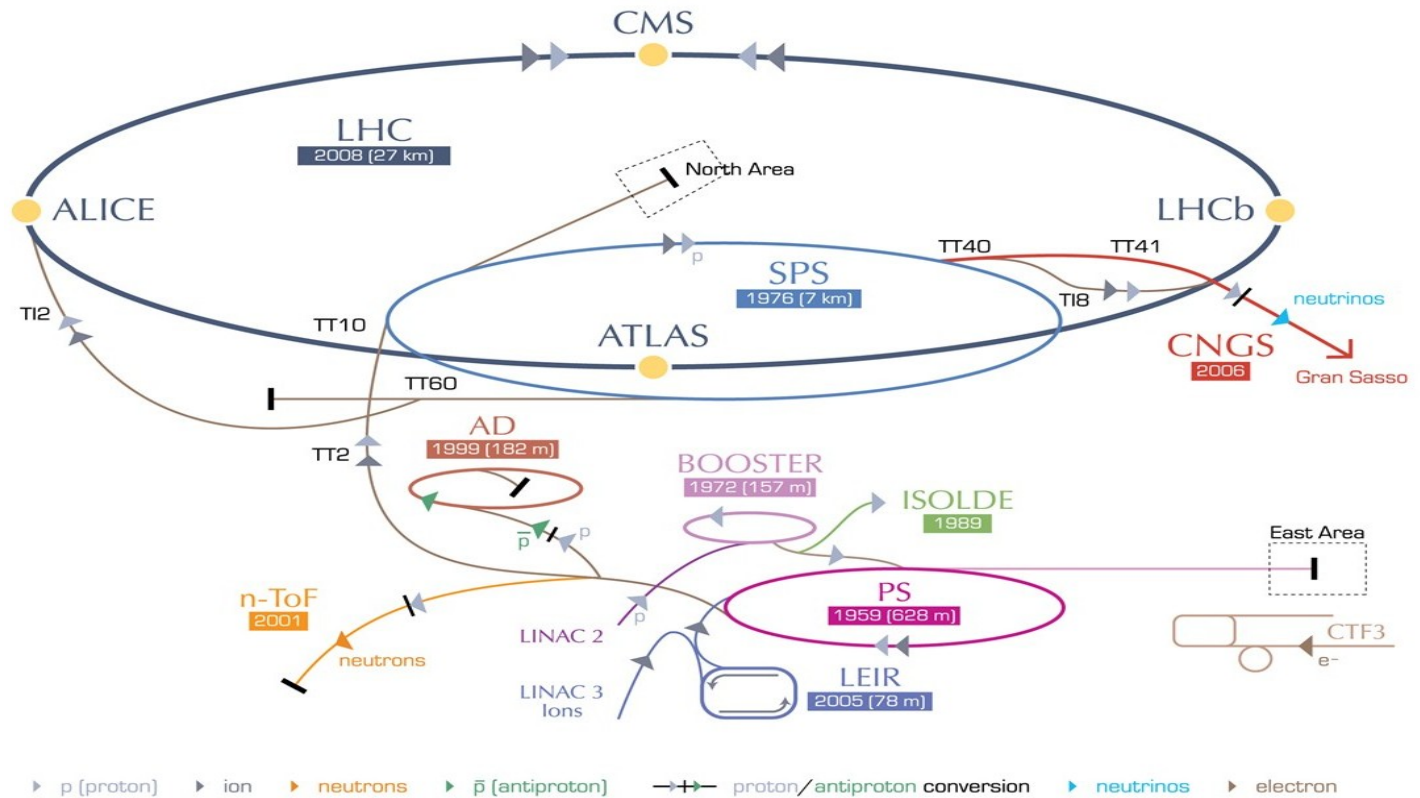 CMS
LHC
2008 (27 km)
North Area
ALICE
LHCb
TT40
TT41
p
SPS
1976 (7 km)
TI8
neutrinos
TI2
TT10
ATLAS
CNGS
2006
Gran Sasso
TT60
AD
1999 (182 m)
TT2
BOOSTER
1972 (157 m)
ISOLDE
1989
East Area
p̅
p
n-ToF
2001
neutrons
LINAC 2
p
PS
1959 (628 m)
CTF3
e-
LINAC 3
Ions
LEIR
2005 (78 m)
p (proton)
ion
neutrons
p̅ (antiproton)
proton/antiproton conversion
neutrinos
electron